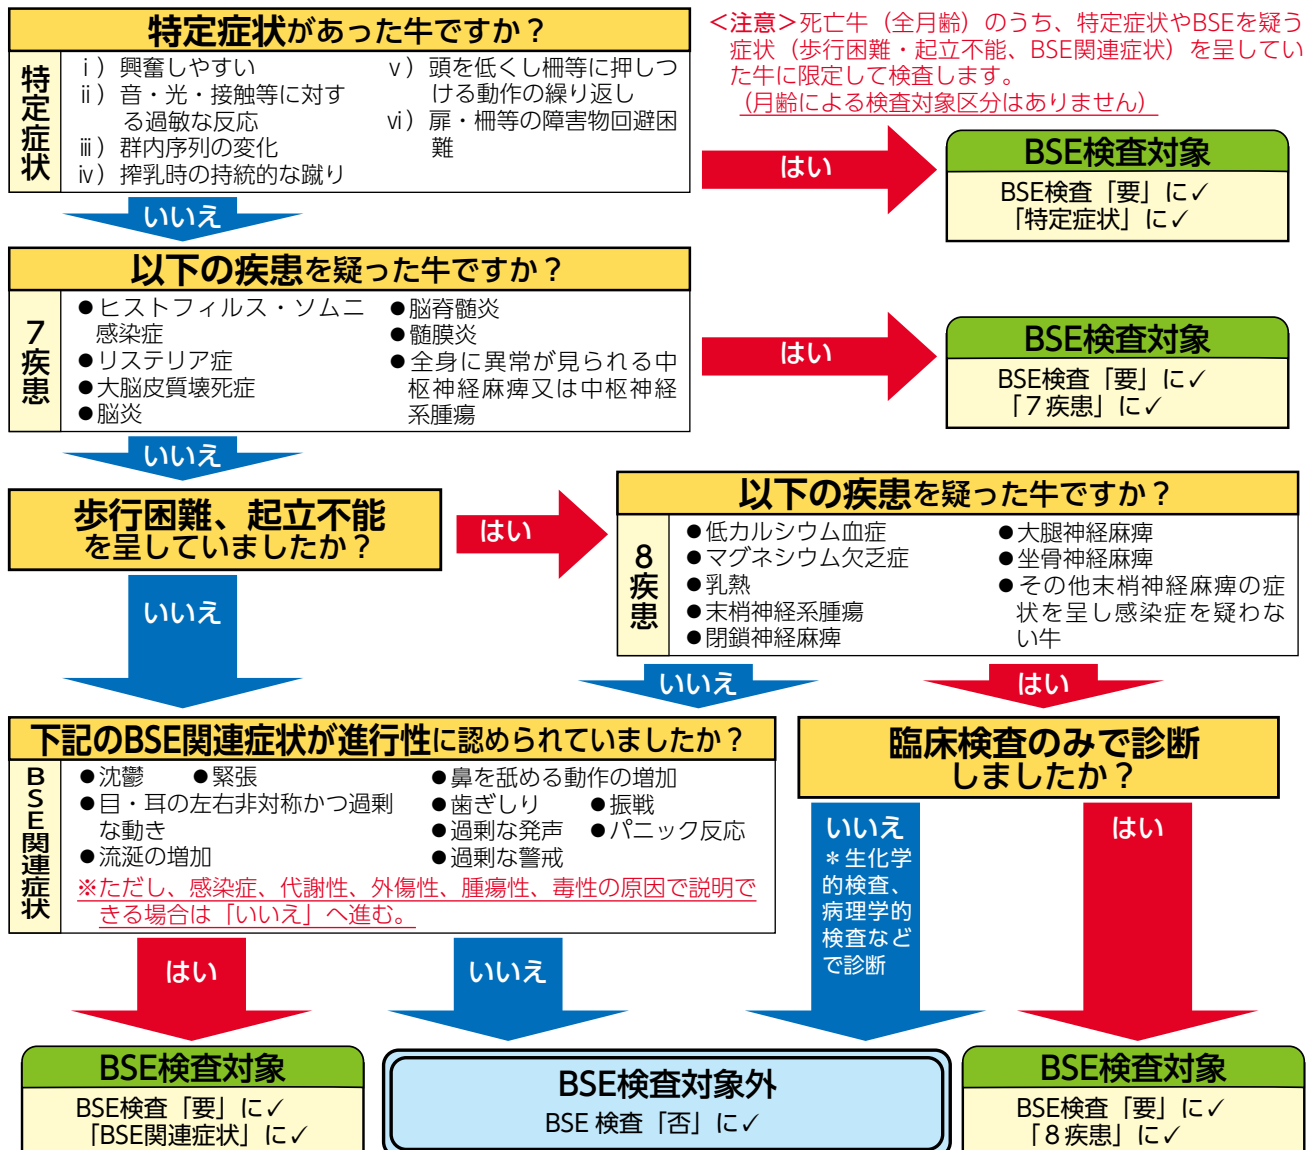 特定症状があった牛ですか？
特定症状
ⅰ）興奮しやすい
ⅱ）音・光・接触等に対す
る過敏な反応
ⅲ）群内序列の変化
ⅳ）搾乳時の持続的な蹴り
ⅴ）頭を低くし柵等に押しつ
ける動作の繰り返し
ⅵ）扉・柵等の障害物回避困
難
＜注意＞死亡牛（全月齢）のうち、特定症状やBSEを疑う
症状（歩行困難・起立不能、BSE関連症状）を呈してい
た牛に限定して検査します。
（月齢による検査対象区分はありません）
はい
BSE検査対象
BSE検査「要」に✓
「特定症状」に✓
いいえ
以下の疾患を疑った牛ですか？
７疾患
●ヒストフィルス・ソムニ
感染症
●リステリア症
●大脳皮質壊死症
●脳炎
●脳脊髄炎
●髄膜炎
●全身に異常が見られる中
枢神経麻痺又は中枢神経
系腫瘍
はい
BSE検査対象
BSE検査「要」に✓
「７疾患」に✓
いいえ
歩行困難、起立不能
を呈していましたか？
はい
以下の疾患を疑った牛ですか？
８疾患
●低カルシウム血症
●マグネシウム欠乏症
●乳熱
●末梢神経系腫瘍
●閉鎖神経麻痺
●大腿神経麻痺
●坐骨神経麻痺
●その他末梢神経麻痺の症
状を呈し感染症を疑わな
い牛
いいえ
いいえ
はい
下記のBSE関連症状が進行性に認められていましたか？
BSE関連症状
●沈鬱　●緊張
●目・耳の左右非対称かつ過剰
な動き
●流涎の増加
●鼻を舐める動作の増加
●歯ぎしり　●振戦
●過剰な発声　●パニック反応
●過剰な警戒
※ただし、感染症、代謝性、外傷性、腫瘍性、毒性の原因で説明で
きる場合は「いいえ」へ進む。
臨床検査のみで診断
しましたか？
いいえ
＊生化学
的検査、
病理学的
検査など
で診断
はい
はい
いいえ
BSE検査対象
BSE検査「要」に✓
「BSE関連症状」に✓
BSE検査対象外
BSE 検査「否」に✓
BSE検査対象
BSE検査「要」に✓
「８疾患」に✓